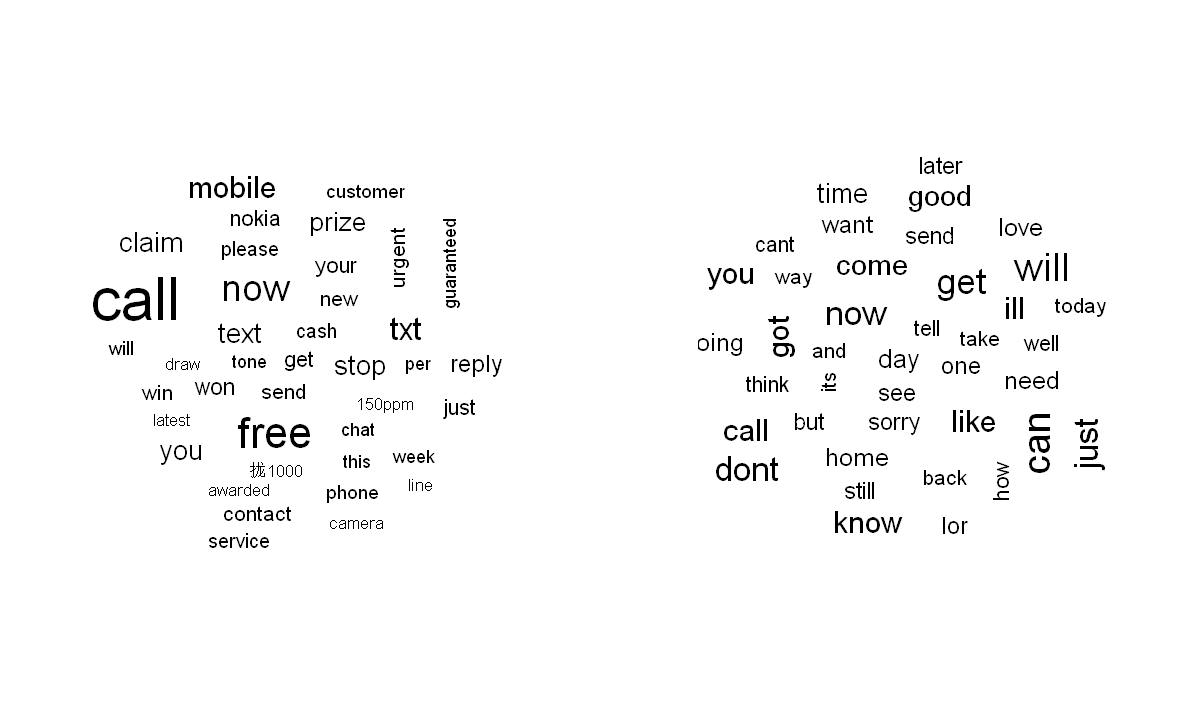 mobile
customer
nokia
prize
claim
please
urgent
guaranteed
your
call
now
new
text
cash
txt
will
draw
tone
get
stop
per
reply
win
won
send
150ppm
just
latest
free
chat
you
this
week
扰1000
awarded
phone
line
contact
camera
service
later
time
good
want
send
love
cant
you
way
come
get
will
ill
today
now
got
tell
oing
and
take
well
day
one
think
its
see
need
call
but
sorry
like
can
just
dont
home
back
how
still
know
lor